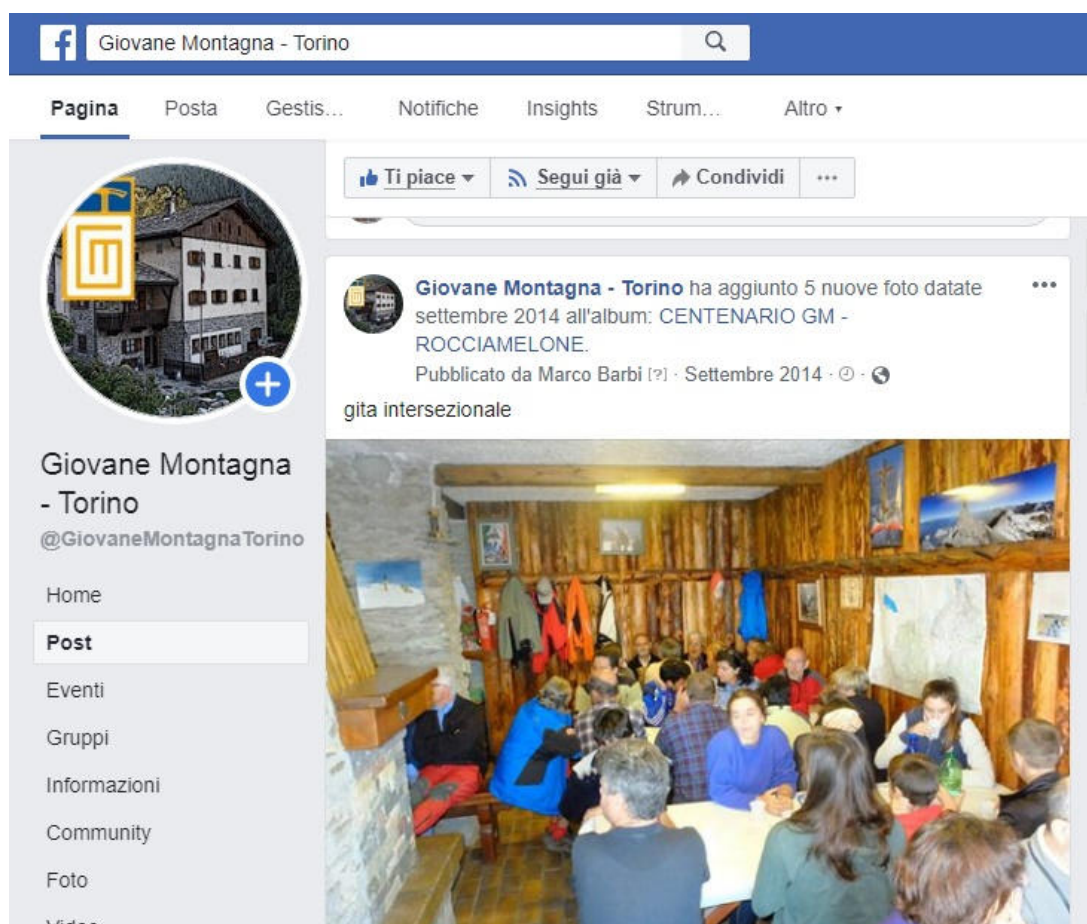 Giovane Montagna - Torino
Pagina Posta Gestis... Notifiche Insights Strum... Altro
Ti piace Segui già Condividi
Giovane Montagna - Torino ha aggiunto 5 nuove foto datate
settembre 2014 all'album: CENTENARIO GM -
ROCCIAMELONE.
Pubblicato da Marco Barbi [?] · Settembre 2014 ·
gita intersezionale
Giovane Montagna
- Torino
@GiovaneMontagnaTorino
Home
Post
Eventi
Gruppi
Informazioni
Community
Foto
Video